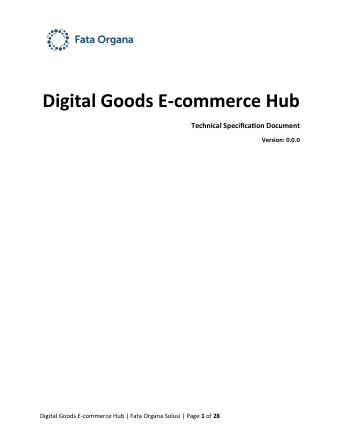 Fata Organa
Digital Goods E-commerce Hub
Technical Specification Document
Version: 0.0.0
Digital Goods E-commerce Hub | Fata Organa Solusi | Page 1 of 28